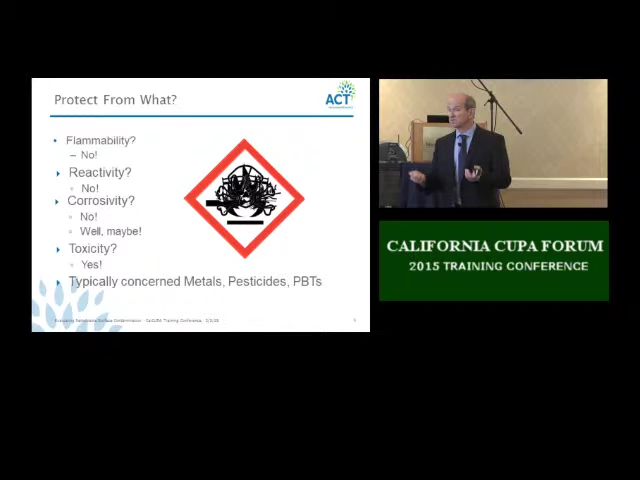 Protect From What?
ACT
Flammability?
– No!
Reactivity?
No!
Corrosivity?
No!
Well, maybe!
Toxicity?
Yes!
Typically concerned Metals, Pesticides, PBTs
CALIFORNIA CUPA FORUM
2015 TRAINING CONFERENCE